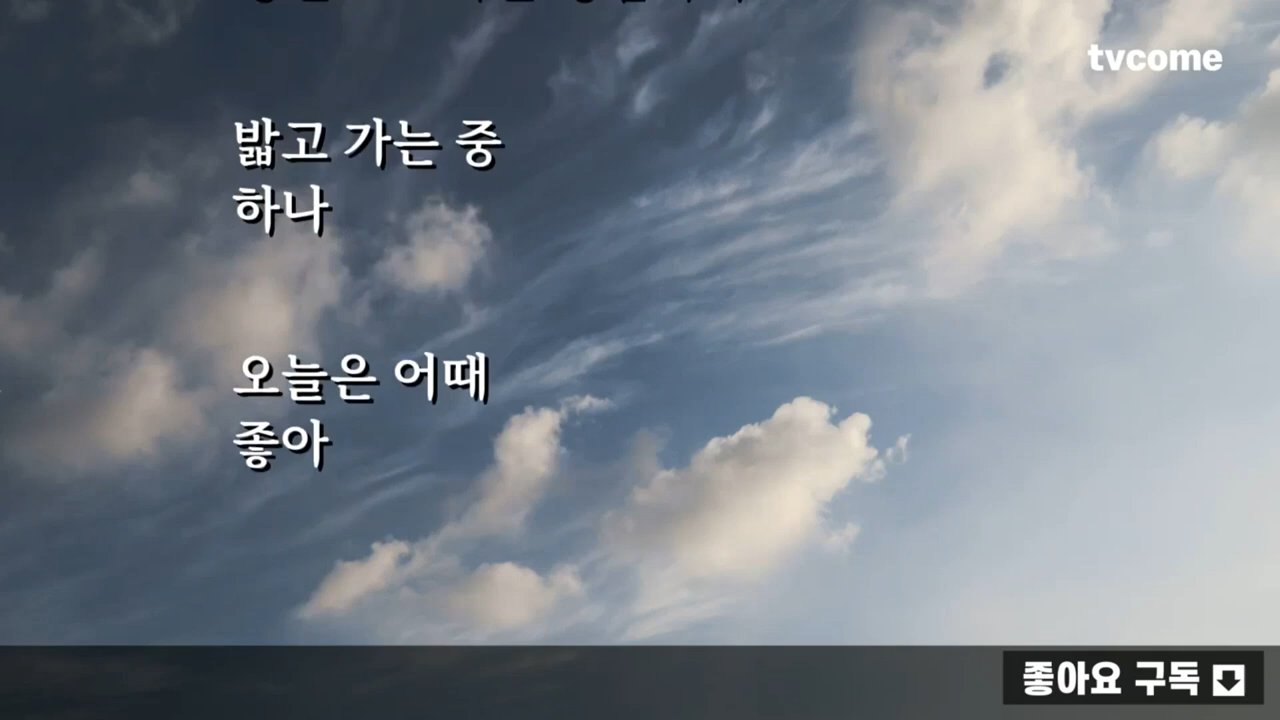 tvcome
밟고 가는 중
하나
오늘은 어때
좋아
좋아요 구독